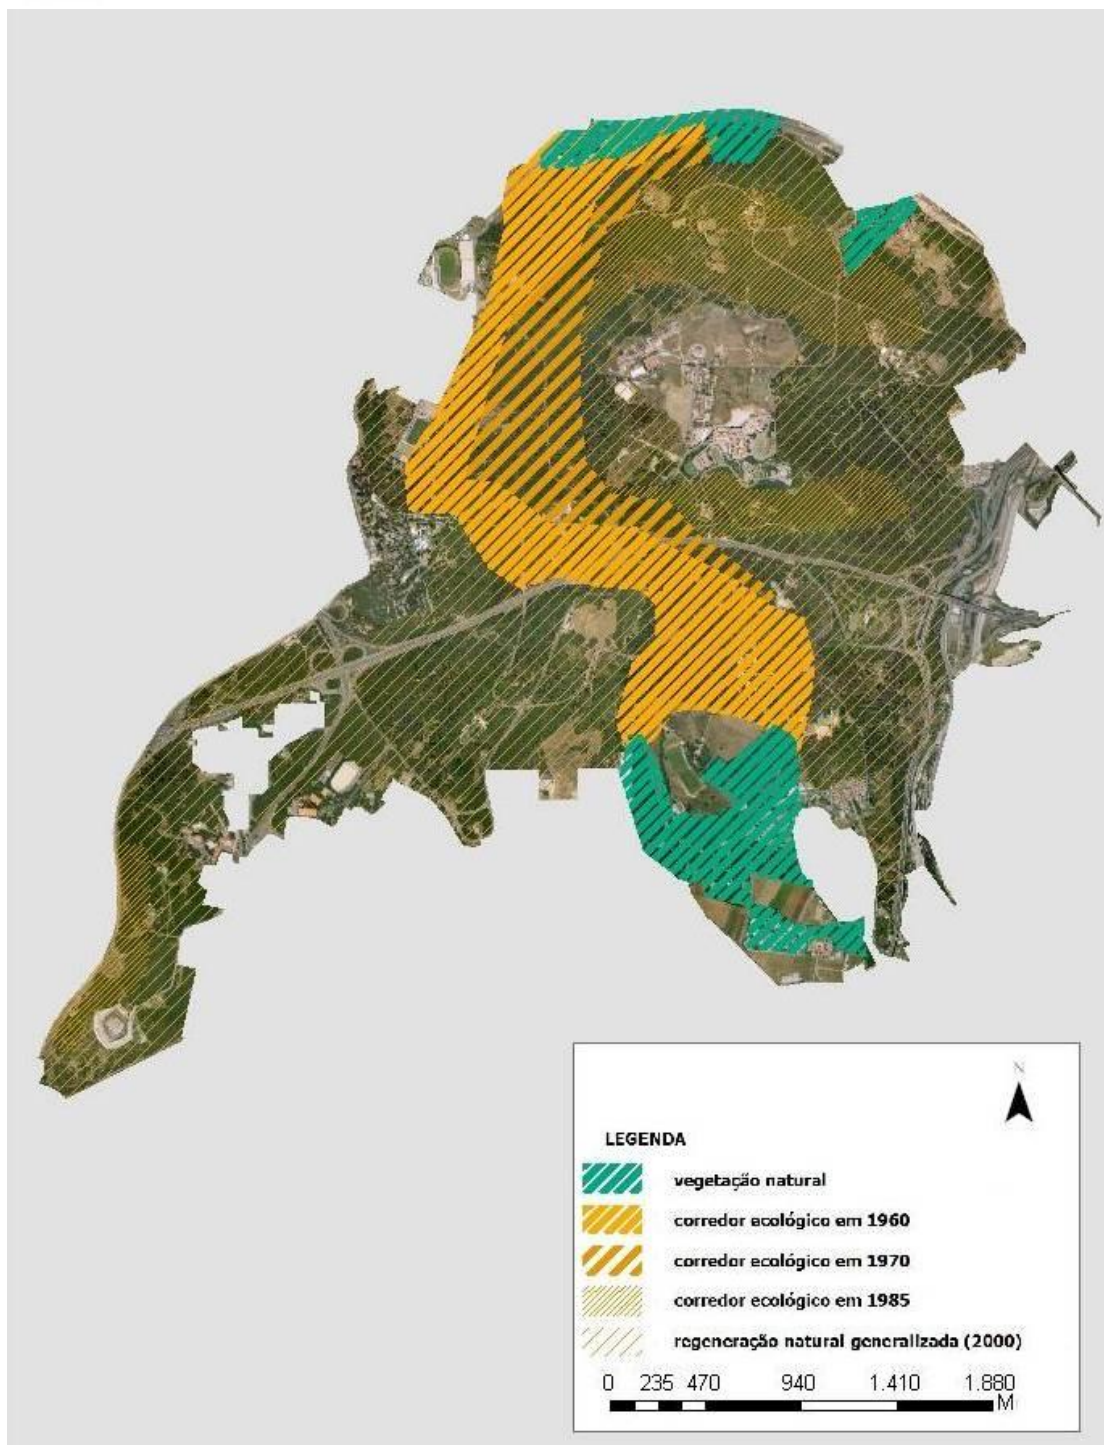 N
LEGENDA
vegetação natural
corredor ecológico em 1960
corredor ecológico em 1970
corredor ecológico em 1985
regeneração natural generalizada (2000)
0 235 470 940 1.410 1.880
M